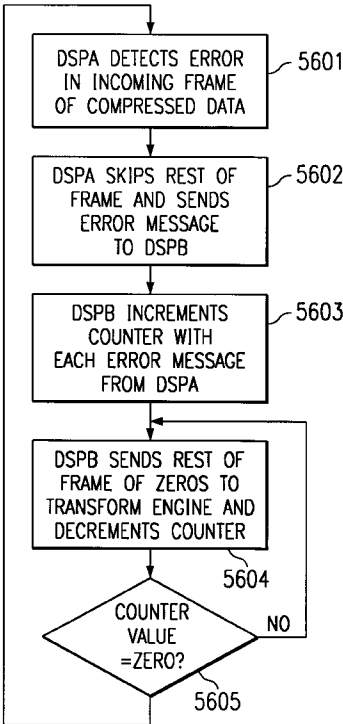 DSPA DETECTS ERROR
IN INCOMING FRAME
OF COMPRESSED DATA
5601
DSPA SKIPS REST OF
FRAME AND SENDS
ERROR MESSAGE
TO DSPB
5602
DSPB INCREMENTS
COUNTER WITH
EACH ERROR MESSAGE
FROM DSPA
5603
DSPB SENDS REST OF
FRAME OF ZEROS TO
TRANSFORM ENGINE AND
DECREMENTS COUNTER
5604
COUNTER
VALUE
=ZERO?
NO
5605